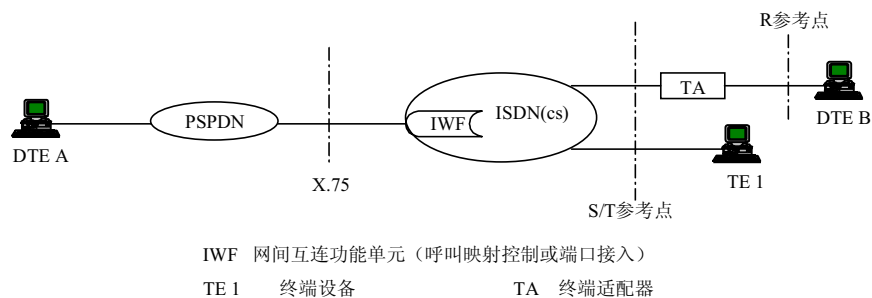 R参考点
TA
PSPDN
IWF
ISDN(cs)
DTE B
DTE A
X.75
TE 1
S/T参考点
IWF 网间互连功能单元（呼叫映射控制或端口接入）
TE 1 终端设备 TA 终端适配器